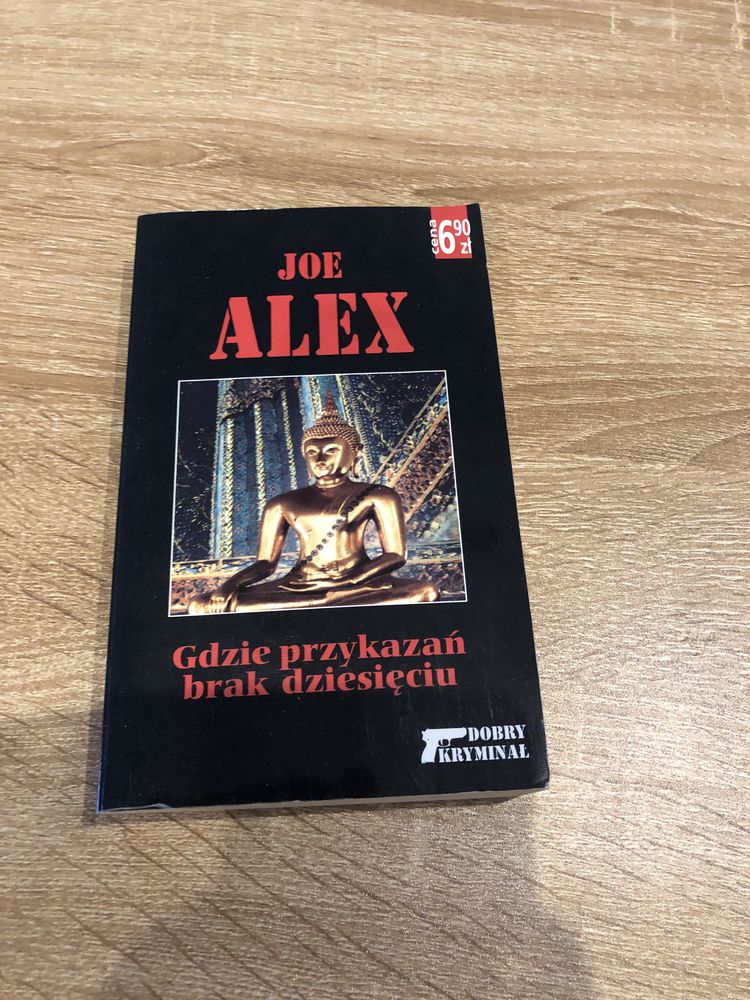 cena 6 90 zł
JOE
ALEX
Gdzie przykazań
brak dziesięciu
DOBRY
KRYMINAŁ